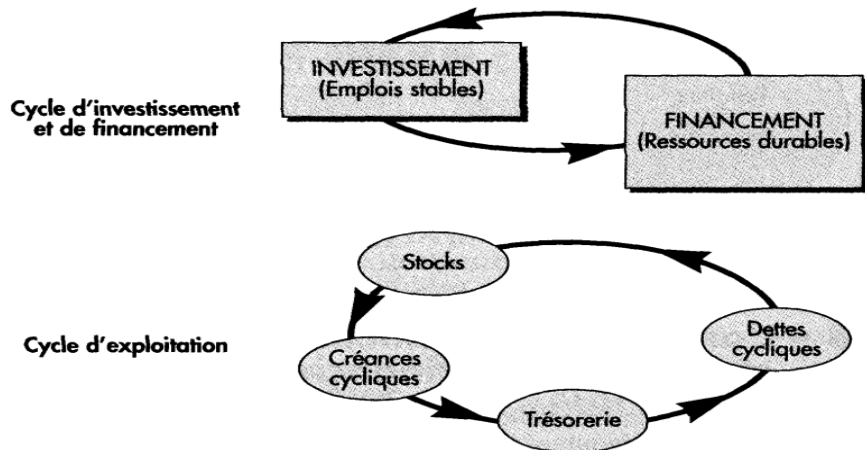 INVESTISSEMENT
(Emplois stables)
Cycle d'investissement
et de financement
FINANCEMENT
(Ressources durables)
Stocks
Dettes
cycliques
Cycle d'exploitation
Créances
cycliques
Trésorerie